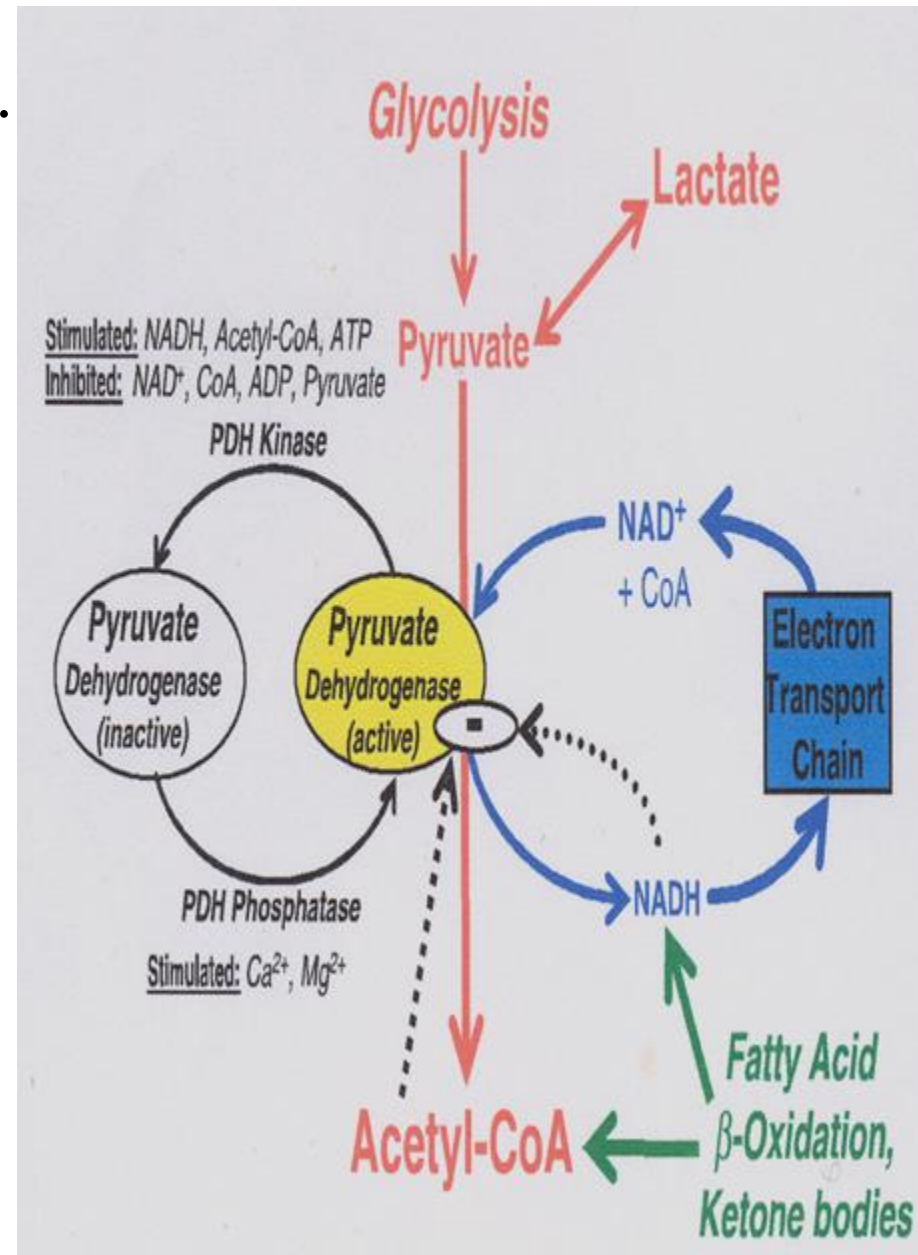 Glycolysis
Lactate
Pyruvate
Stimulated: NADH, Acetyl-CoA, ATP
Inhibited: NAD⁺, CoA, ADP, Pyruvate
PDH Kinase
NAD⁺
+ CoA
Pyruvate
Dehydrogenase
(inactive)
Pyruvate
Dehydrogenase
(active)
-
Electron
Transport
Chain
PDH Phosphatase
Stimulated: Ca²⁺, Mg²⁺
NADH
Acetyl-CoA
Fatty Acid
β-Oxidation,
Ketone bodies